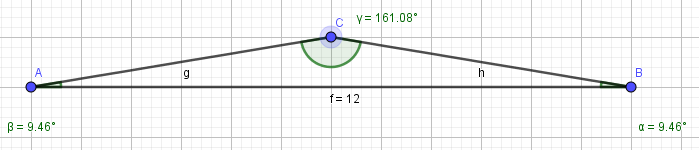 C
γ = 161.08°
A
g
h
B
f = 12
β = 9.46°
α = 9.46°